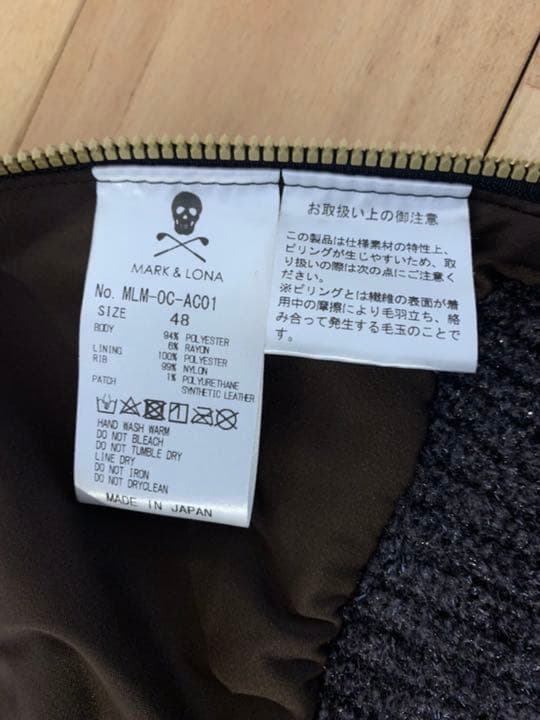 MARK & LONA
No. MLM-OC-AC01
SIZE 48
BODY 94% POLYESTER
6% RAYON
LINING 100% POLYESTER
RIB 99% NYLON
1% POLYURETHANE
PATCH SYNTHETIC LEATHER
HAND WASH WARM
DO NOT BLEACH
DO NOT TUMBLE DRY
LINE DRY
DO NOT IRON
DO NOT DRYCLEAN
MADE IN JAPAN
お取扱い上の御注意
この製品は仕様素材の特性上、
ピリングが生じやすいため、取
り扱いの際は次の点にご注意く
ださい。
※ピリングとは繊維の表面が着
用中の摩擦により毛羽立ち、絡
み合って発生する毛玉のことで
す。